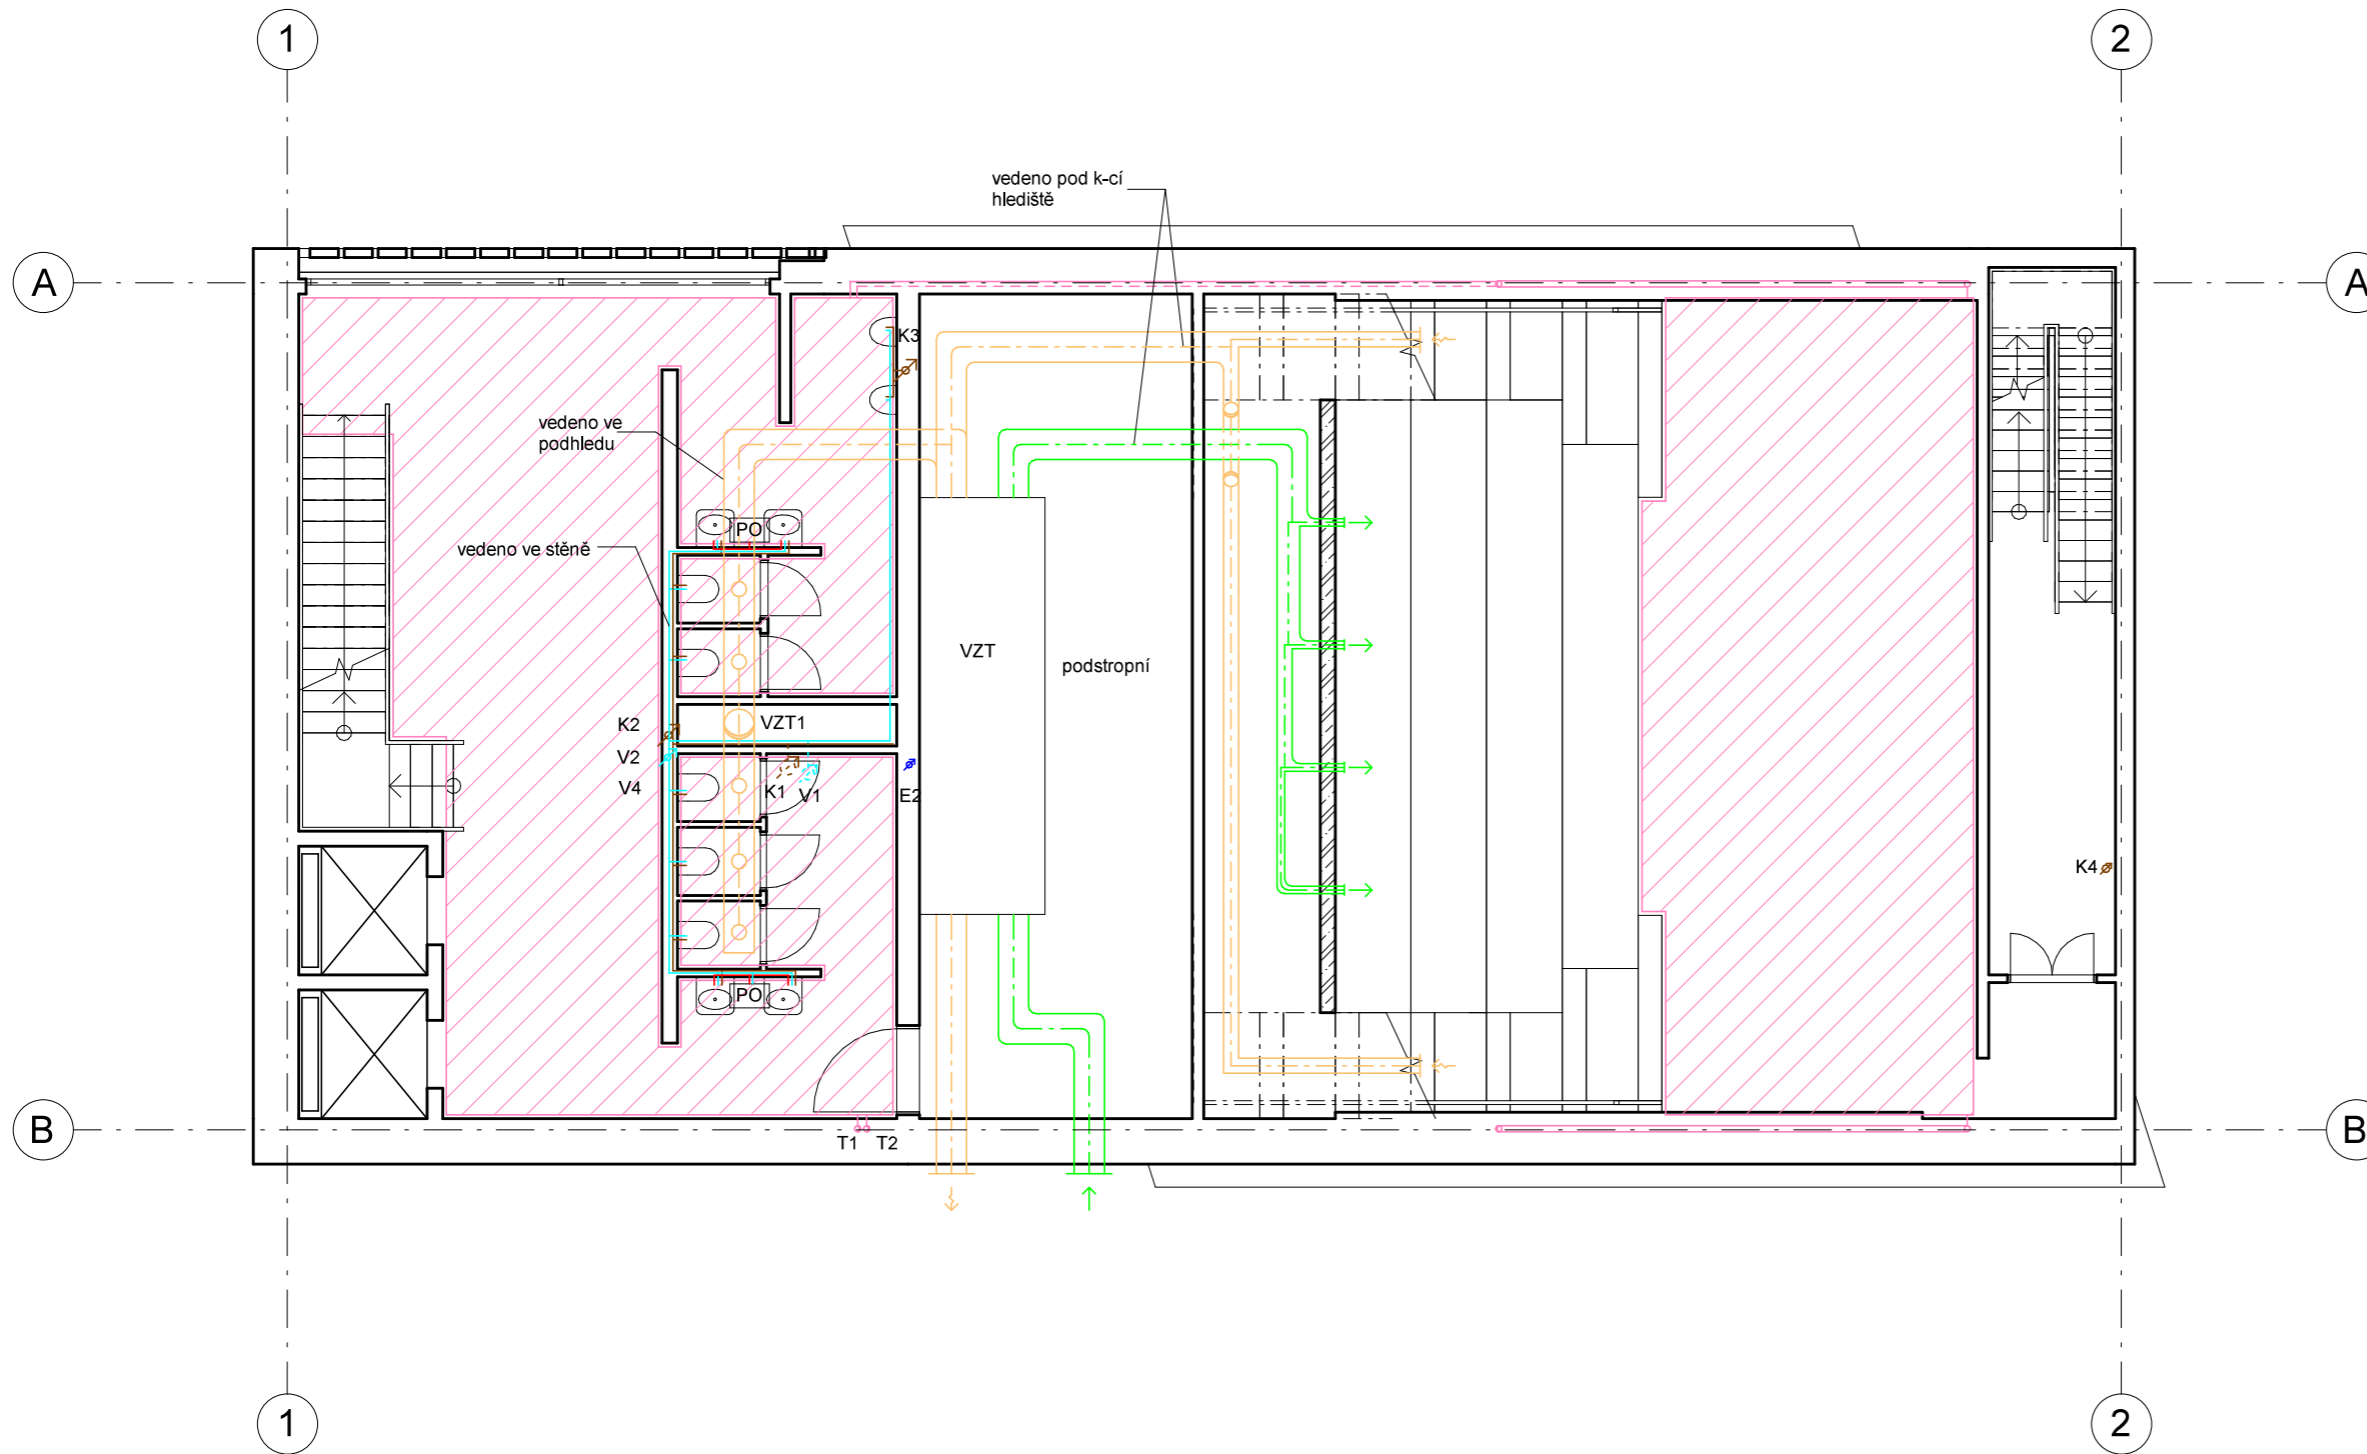 1
2
vedeno pod k-cí
hlediště
A
A
K3
vedeno ve
podhledu
PO
vedeno ve stěně
VZT
podstropní
K2
VZT1
V2
V4
K1
V1
E2
K4
PO
B
T1
T2
B
1
2